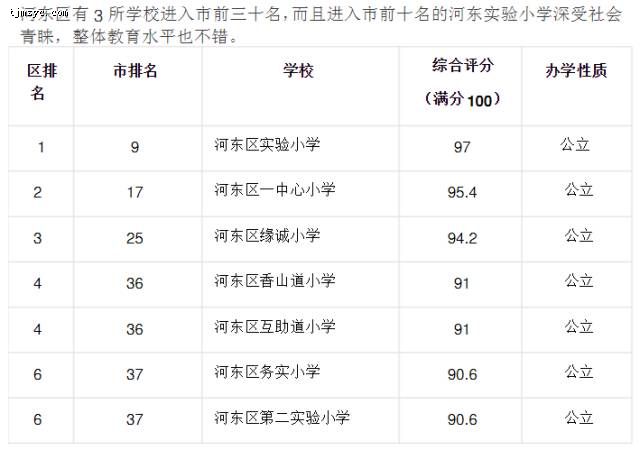 河东区有 3 所学校进入市前三十名,而且进入市前十名的河东实验小学深受社会
青睐，整体教育水平也不错。
区排名 市排名 学校 综合评分（满分 100） 办学性质
1 9 河东区实验小学 97 公立
2 17 河东区一中心小学 95.4 公立
3 25 河东区缘诚小学 94.2 公立
4 36 河东区香山道小学 91 公立
4 36 河东区互助道小学 91 公立
6 37 河东区务实小学 90.6 公立
6 37 河东区第二实验小学 90.6 公立